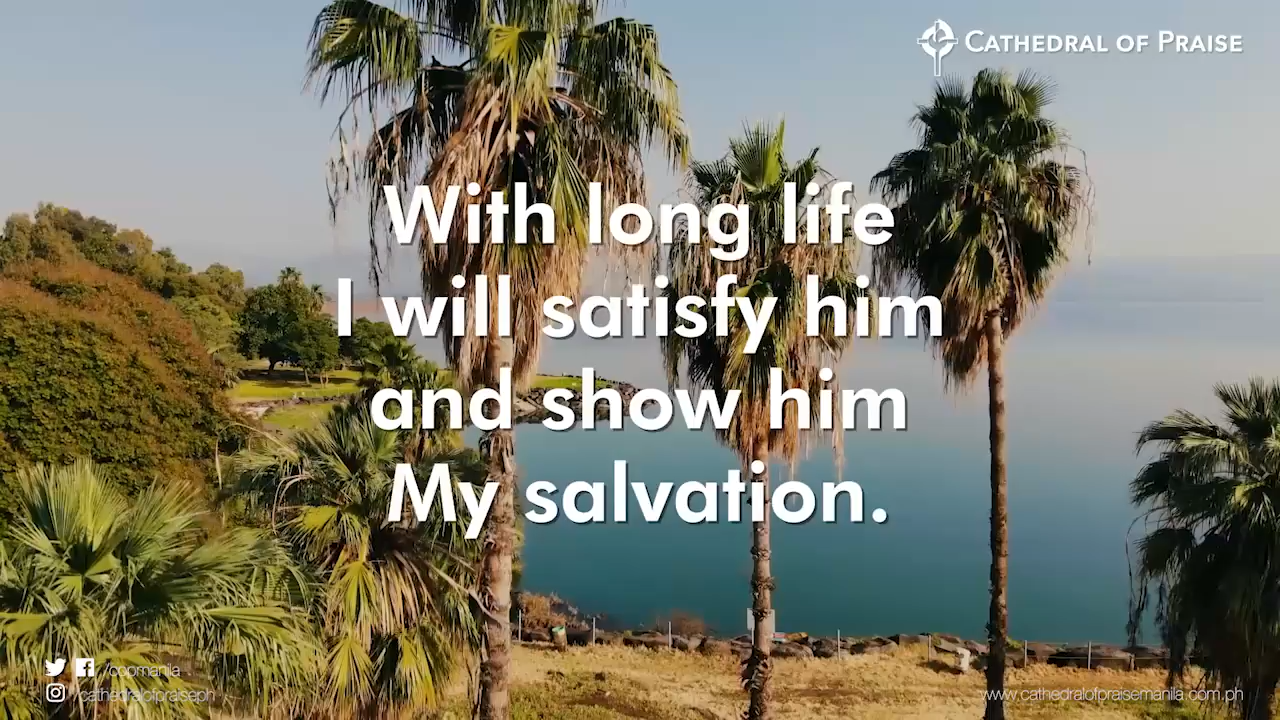 CATHEDRAL OF PRAISE
With long life
I will satisfy him
and show him
My salvation.
/copmanila
/cathedralofpraiseph
www.cathedralofpraisemanila.com.ph